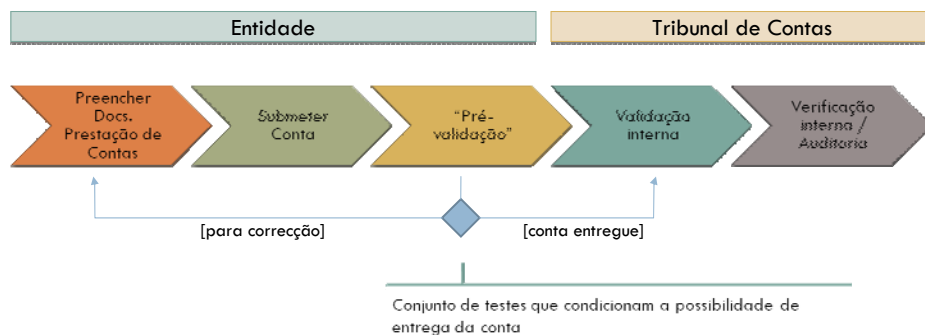 Entidade
Tribunal de Contas
Preencher
Docs.
Prestação de
Contas
Submeter
Conta
"Pré-
validação"
Validação
interna
Verificação
interna /
Auditoria
[para correcção]
[conta entregue]
Conjunto de testes que condicionam a possibilidade de
entrega da conta